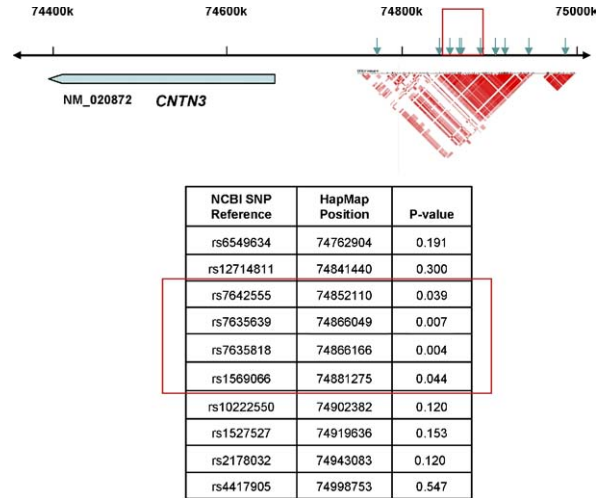 74400k 74600k 74800k 75000k
NM_020872 CNTN3
NCBI SNP Reference HapMap Position P-value
rs6549634 74762904 0.191
rs12714811 74841440 0.300
rs7642555 74852110 0.039
rs7635639 74866049 0.007
rs7635818 74866166 0.004
rs1569066 74881275 0.044
rs10222550 74902382 0.120
rs1527527 74919636 0.153
rs2178032 74943083 0.120
rs4417905 74998753 0.547